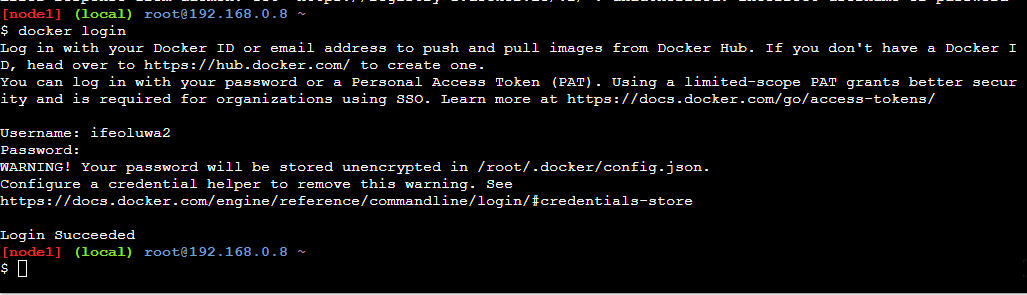 [node1] (local) root@192.168.0.8 ~
$ docker login
Log in with your Docker ID or email address to push and pull images from Docker Hub. If you don't have a Docker I
D, head over to https://hub.docker.com/ to create one.
You can log in with your password or a Personal Access Token (PAT). Using a limited-scope PAT grants better secur
ity and is required for organizations using SSO. Learn more at https://docs.docker.com/go/access-tokens/
Username: ifeoluwa2
Password:
WARNING! Your password will be stored unencrypted in /root/.docker/config.json.
Configure a credential helper to remove this warning. See
https://docs.docker.com/engine/reference/commandline/login/#credentials-store
Login Succeeded
[node1] (local) root@192.168.0.8 ~
$